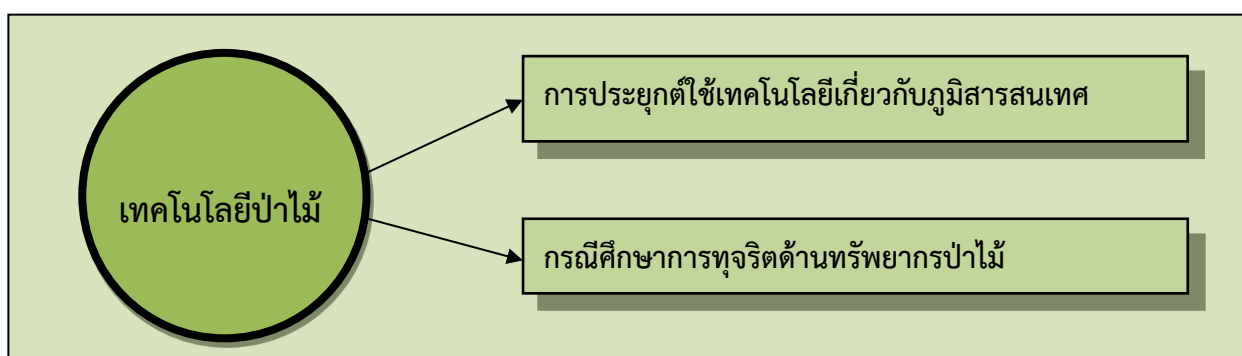 การประยุกต์ใช้เทคโนโลยีเกี่ยวกับภูมิสารสนเทศ
เทคโนโลยีป่าไม้
กรณีศึกษาการทุจริตด้านทรัพยากรป่าไม้